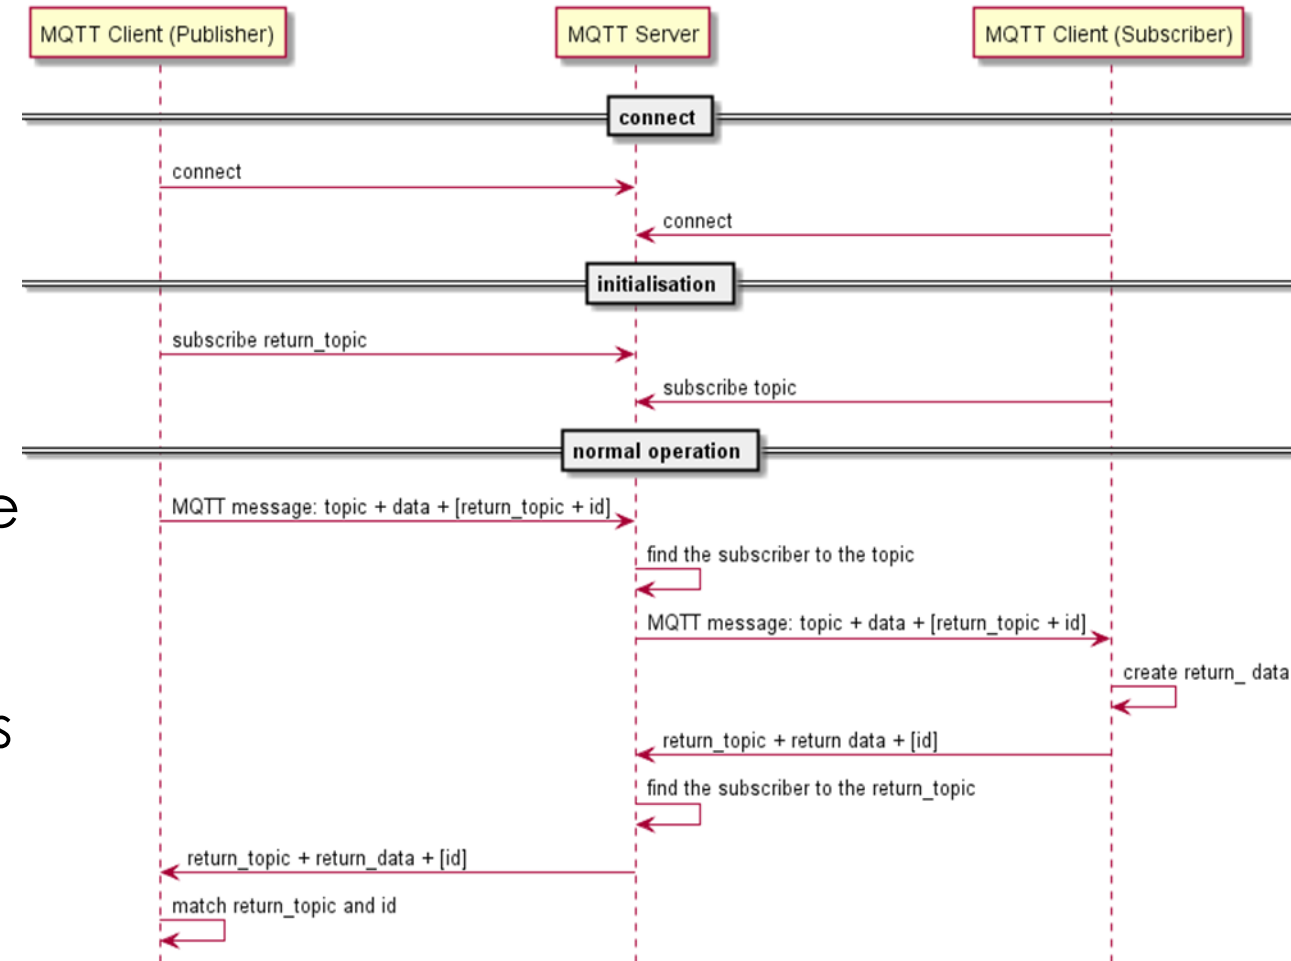 MQTT Client (Publisher)
MQTT Server
MQTT Client (Subscriber)
connect
connect
connect
initialisation
subscribe return_topic
subscribe topic
normal operation
e
MQTT message: topic + data + [return_topic + id]
find the subscriber to the topic
MQTT message: topic + data + [return_topic + id]
create return_ data
s
return_topic + return data + [id]
find the subscriber to the return_topic
return_topic + return_data + [id]
match return_topic and id